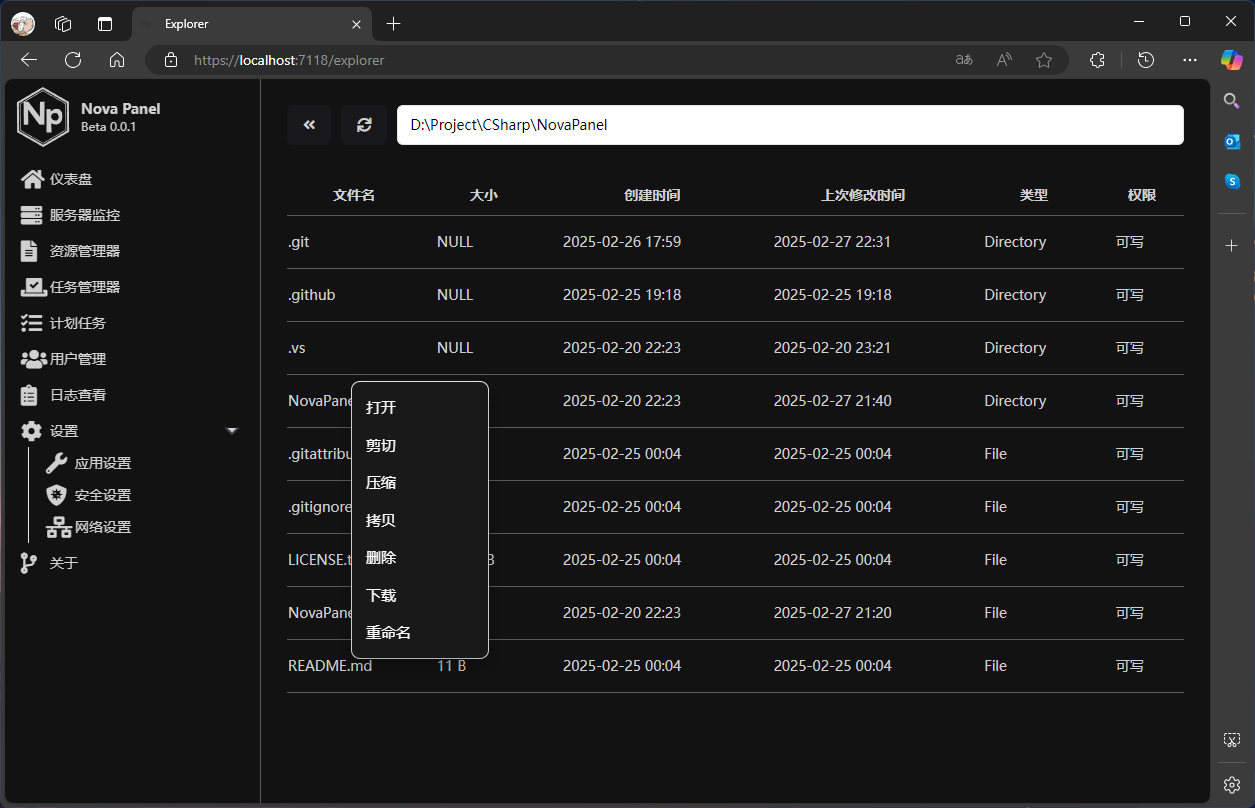 Explorer
https://localhost:7118/explorer
aあ
Np
Nova Panel
Beta 0.0.1
仪表盘
服务器监控
资源管理器
任务管理器
计划任务
用户管理
日志查看
设置
应用设置
安全设置
网络设置
关于
D:\Project\CSharp\NovaPanel
文件名 大小 创建时间 上次修改时间 类型 权限
.git NULL 2025-02-26 17:59 2025-02-27 22:31 Directory 可写
.github NULL 2025-02-25 19:18 2025-02-25 19:18 Directory 可写
.vs NULL 2025-02-20 22:23 2025-02-20 23:21 Directory 可写
NovaPane 2025-02-20 22:23 2025-02-27 21:40 Directory 可写
.gitattribu 2025-02-25 00:04 2025-02-25 00:04 File 可写
.gitignore 2025-02-25 00:04 2025-02-25 00:04 File 可写
LICENSE.t B 2025-02-25 00:04 2025-02-25 00:04 File 可写
NovaPane 2025-02-20 22:23 2025-02-27 21:20 File 可写
README.md 11 B 2025-02-25 00:04 2025-02-25 00:04 File 可写
打开
剪切
压缩
拷贝
删除
下载
重命名